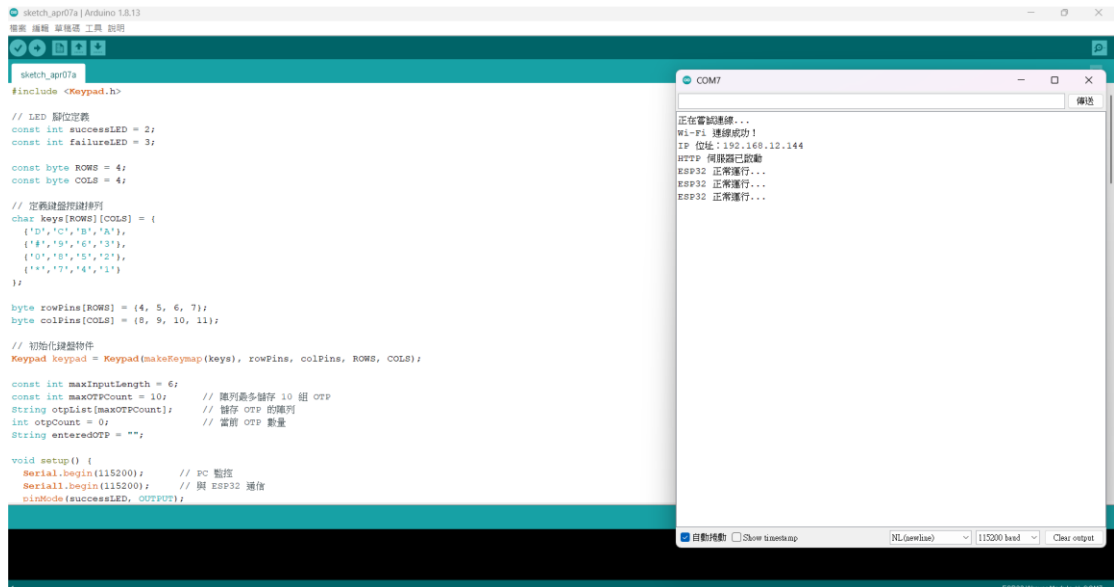 sketch_apr07a | Arduino 1.8.13
檔案 編輯 草稿碼 工具 說明
sketch_apr07a
#include <Keypad.h>
// LED 腳位定義
const int successLED = 2;
const int failureLED = 3;
const byte ROWS = 4;
const byte COLS = 4;
// 定義鍵盤按鍵排列
char keys[ROWS][COLS] = {
{'D','C','B','A'},
{'#','9','6','3'},
{'0','8','5','2'},
{'*','7','4','1'}
};
byte rowPins[ROWS] = {4, 5, 6, 7};
byte colPins[COLS] = {8, 9, 10, 11};
// 初始化鍵盤物件
Keypad keypad = Keypad(makeKeymap(keys), rowPins, colPins, ROWS, COLS);
const int maxInputLength = 6;
const int maxOTPCount = 10; // 陣列最多儲存 10 組 OTP
String otpList[maxOTPCount]; // 儲存 OTP 的陣列
int otpCount = 0; // 當前 OTP 數量
String enteredOTP = "";
void setup() {
Serial.begin(115200); // PC 監控
Serial1.begin(115200); // 與 ESP32 通信
pinMode(successLED, OUTPUT);
COM7
傳送
正在嘗試連線...
Wi-Fi 連線成功！
IP 位址：192.168.12.144
HTTP 伺服器已啟動
ESP32 正常運行...
ESP32 正常運行...
ESP32 正常運行...
自動捲動 Show timestamp NL(newline) 115200 baud Clear output